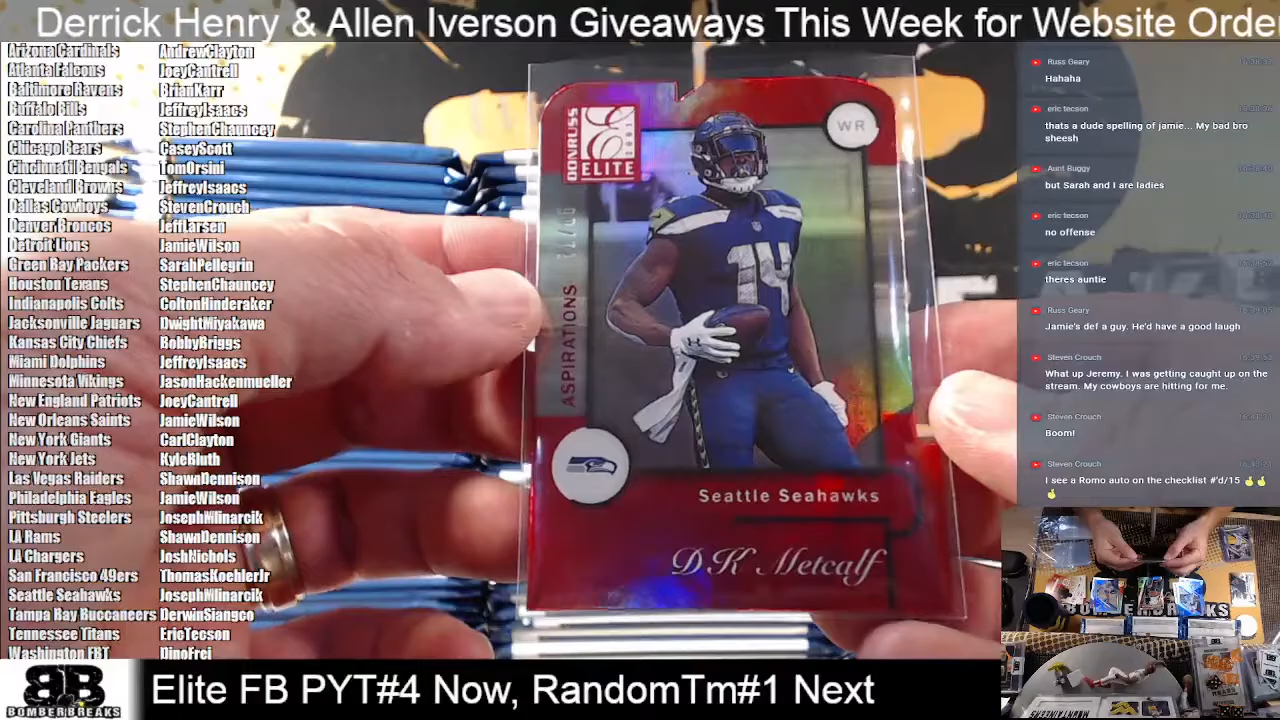 Derrick Henry & Allen Iverson Giveaways This Week for Website Orde
Arizona Cardinals AndrewClayton
Atlanta Falcons JoeyCantrell
Baltimore Ravens BrianKarr
Buffalo Bills JeffreyIsaacs
Carolina Panthers StephenChauncey
Chicago Bears CaseyScott
Cincinnati Bengals TomOrsini
Cleveland Browns JeffreyIsaacs
Dallas Cowboys StevenCrouch
Denver Broncos JeffLarsen
Detroit Lions JamieWilson
Green Bay Packers SarahPellegrin
Houston Texans StephenChauncey
Indianapolis Colts ColtonHinderaker
Jacksonville Jaguars DwightMiyakawa
Kansas City Chiefs RobbyBriggs
Miami Dolphins JeffreyIsaacs
Minnesota Vikings JasonHackenmueller
New England Patriots JoeyCantrell
New Orleans Saints JamieWilson
New York Giants CarlClayton
New York Jets KyleBluth
Las Vegas Raiders ShawnDennison
Philadelphia Eagles JamieWilson
Pittsburgh Steelers JosephMlinarcik
LA Rams ShawnDennison
LA Chargers JoshNichols
San Francisco 49ers ThomasKoehlerJr
Seattle Seahawks JosephMlinarcik
Tampa Bay Buccaneers DerwinSiangco
Tennessee Titans EricTecson
Washington FBT DinoFrei
DONRUSS
ELITE
WR
ASPIRATIONS
14
Seattle Seahawks
DK Metcalf
Russ Geary
Hahaha
eric tecson
thats a dude spelling of jamie... My bad bro
sheesh
Aunt Buggy
but Sarah and I are ladies
eric tecson
no offense
eric tecson
theres auntie
Russ Geary
Jamie's def a guy. He'd have a good laugh
Steven Crouch
What up Jeremy. I was getting caught up on the
stream. My cowboys are hitting for me.
Steven Crouch
Boom!
Steven Crouch
I see a Romo auto on the checklist #'d/15
BB
BOMBERBREAKS
Elite FB PYT#4 Now, RandomTm#1 Next